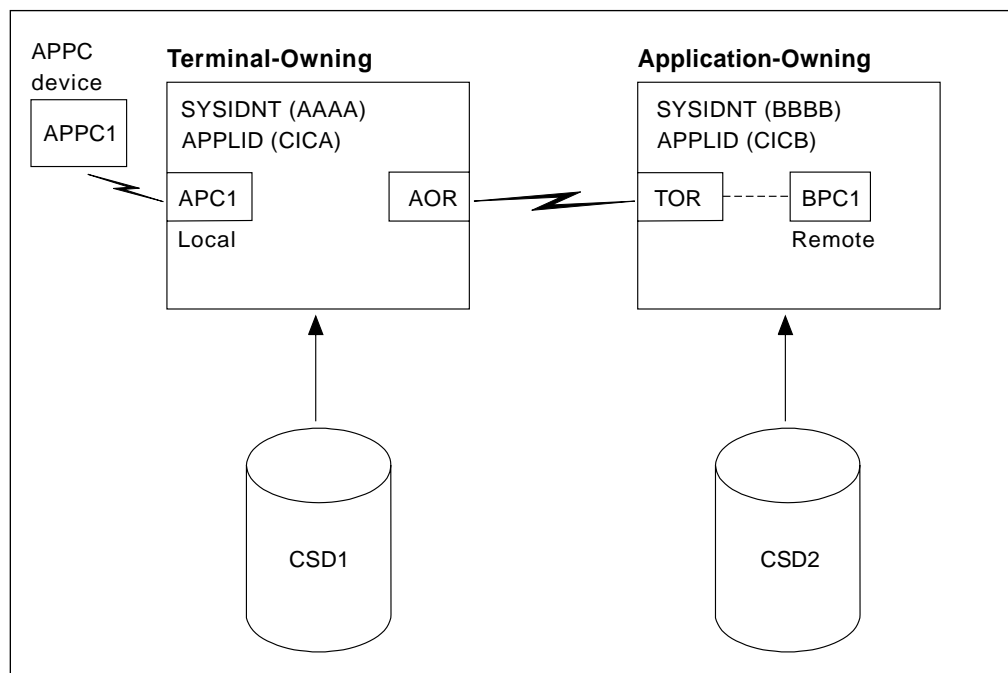 APPC
device
APPC1
Terminal-Owning
SYSIDNT (AAAA)
APPLID (CICA)
APC1
Local
AOR
Application-Owning
SYSIDNT (BBBB)
APPLID (CICB)
TOR
BPC1
Remote
CSD1
CSD2